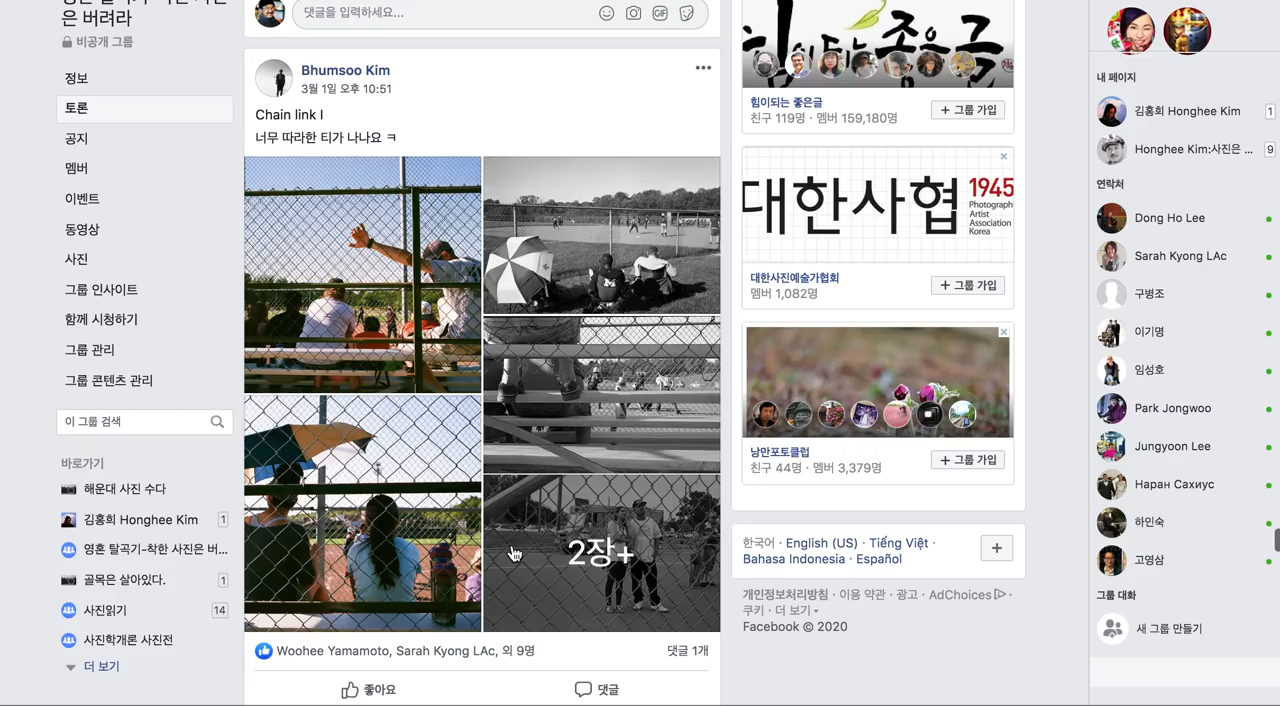 은 버려라
비공개 그룹
정보
토론
공지
멤버
이벤트
동영상
사진
그룹 인사이트
함께 시청하기
그룹 관리
그룹 콘텐츠 관리
이 그룹 검색
바로가기
해운대 사진 수다
김홍희 Honghee Kim 1
영혼 탈곡기-착한 사진은 버...
골목은 살아있다. 1
사진읽기 14
사진학개론 사진전
더 보기
댓글을 입력하세요...
GIF
Bhumsoo Kim
3월 1일 오후 10:51
Chain link I
너무 따라한 티가 나나요 ㅋ
2장+
Woohee Yamamoto, Sarah Kyong LAc, 외 9명
댓글 1개
좋아요
댓글
힘이되는 좋은글
힘이되는 좋은글
친구 119명 · 멤버 159,180명
+ 그룹 가입
대한사협
1945
Photograph
Artist
Association
Korea
대한사진예술가협회
멤버 1,082명
+ 그룹 가입
낭만포토클럽
친구 44명 · 멤버 3,379명
+ 그룹 가입
한국어 · English (US) · Tiếng Việt ·
Bahasa Indonesia · Español
+
개인정보처리방침 · 이용 약관 · 광고 · AdChoices ·
쿠키 · 더 보기
Facebook © 2020
내 페이지
김홍희 Honghee Kim 1
Honghee Kim:사진은 ... 9
연락처
Dong Ho Lee
Sarah Kyong LAc
구병조
이기명
임성호
Park Jongwoo
Jungyoon Lee
Наран Сахиус
하인숙
고영삼
그룹 대화
새 그룹 만들기